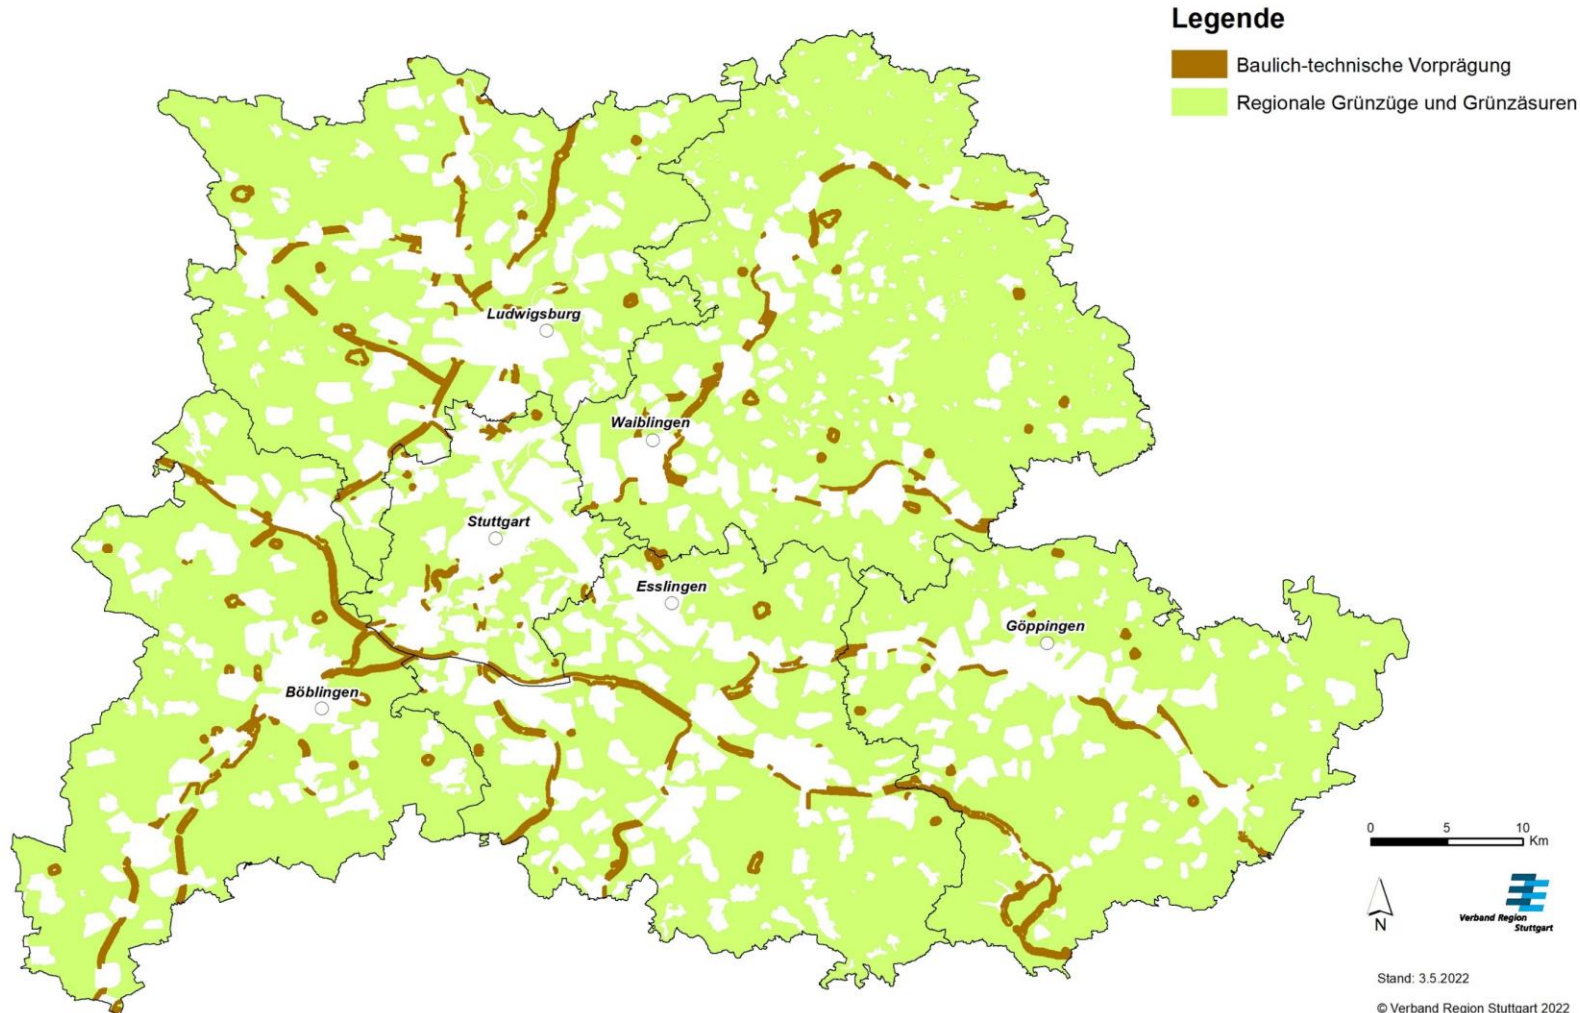 Legende
Baulich-technische Vorprägung
Regionale Grünzüge und Grünzäsuren
Ludwigsburg
Waiblingen
Stuttgart
Esslingen
Göppingen
Böblingen
0 5 10
Km
N
Verband Region
Stuttgart
Stand: 3.5.2022
© Verband Region Stuttgart 2022